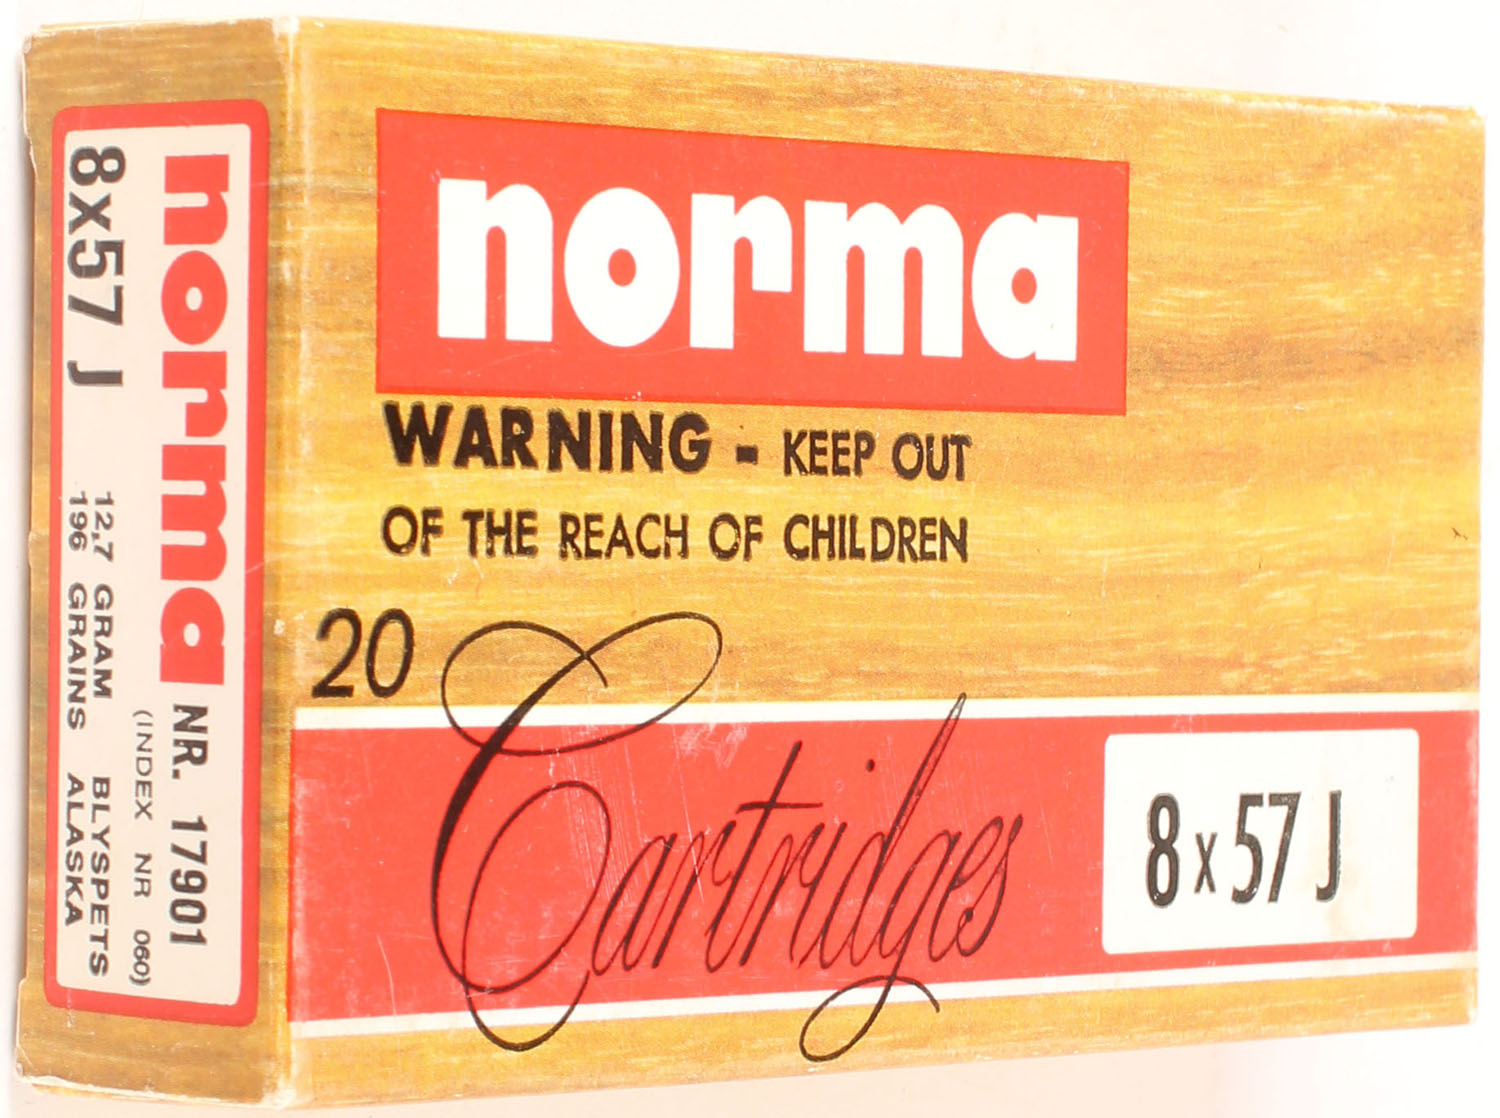 norma
WARNING - KEEP OUT
OF THE REACH OF CHILDREN
20 Cartridges
8 x 57 J
norma NR. 17901
(INDEX NR 060)
8x57 J
12,7 GRAM BLYSPETS
196 GRAINS ALASKA